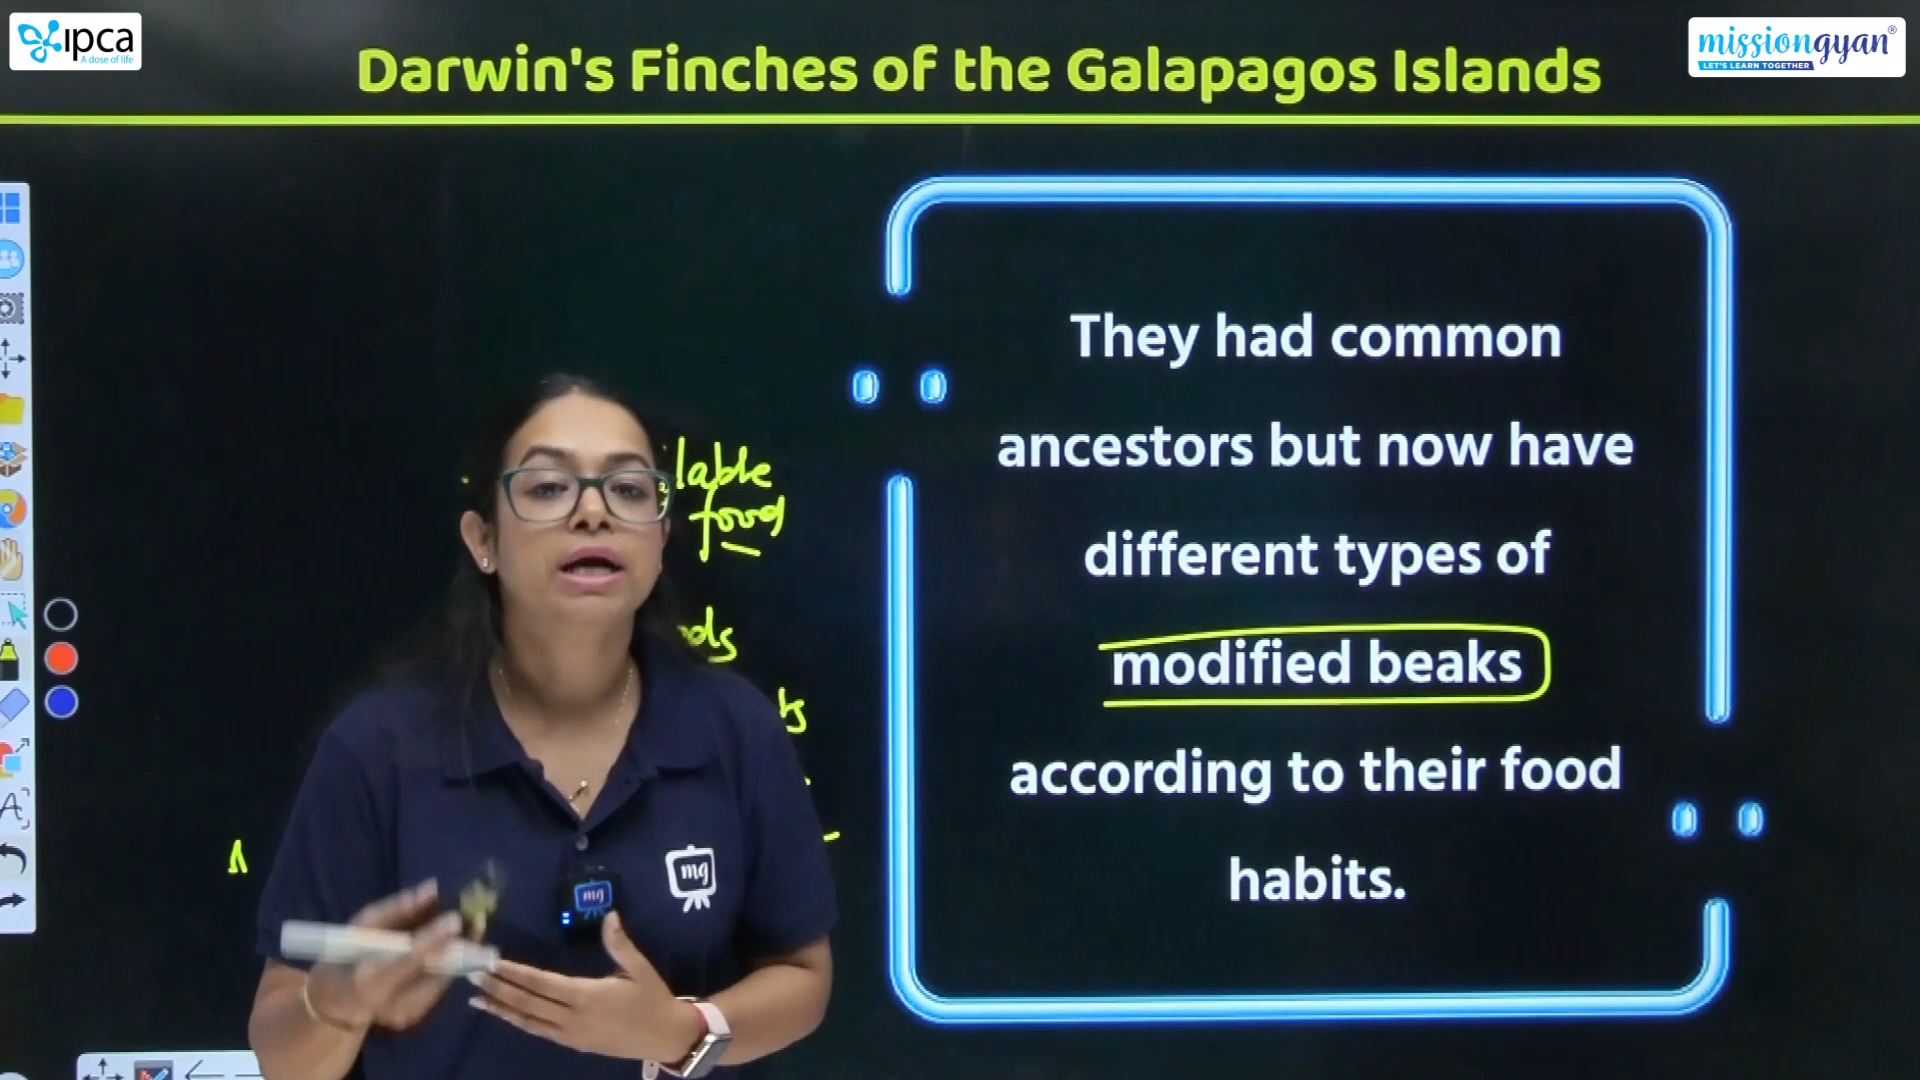 ipca
A dose of life
Darwin's Finches of the Galapagos Islands
missiongyan®
LET'S LEARN TOGETHER
They had common
ancestors but now have
different types of
modified beaks
according to their food
habits.
food
mg
mg